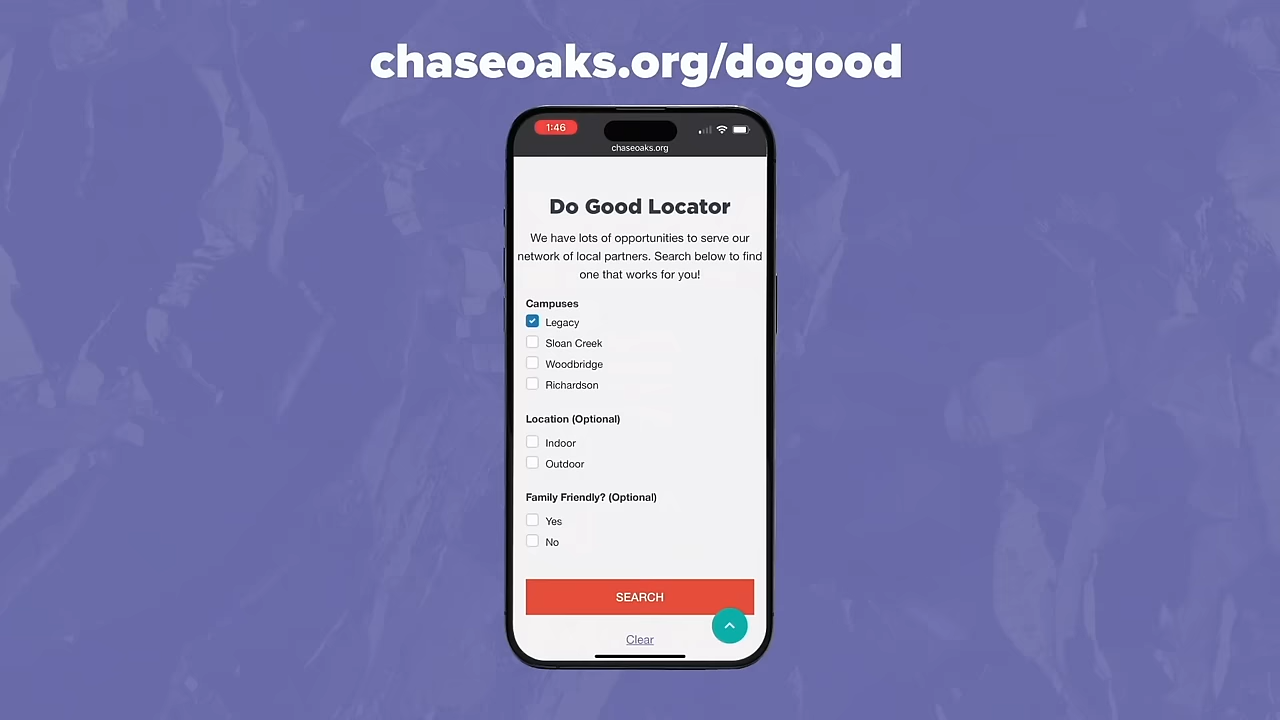 chaseoaks.org/dogood
1:46
chaseoaks.org
Do Good Locator
We have lots of opportunities to serve our
network of local partners. Search below to find
one that works for you!
Campuses
Legacy
Sloan Creek
Woodbridge
Richardson
Location (Optional)
Indoor
Outdoor
Family Friendly? (Optional)
Yes
No
SEARCH
Clear